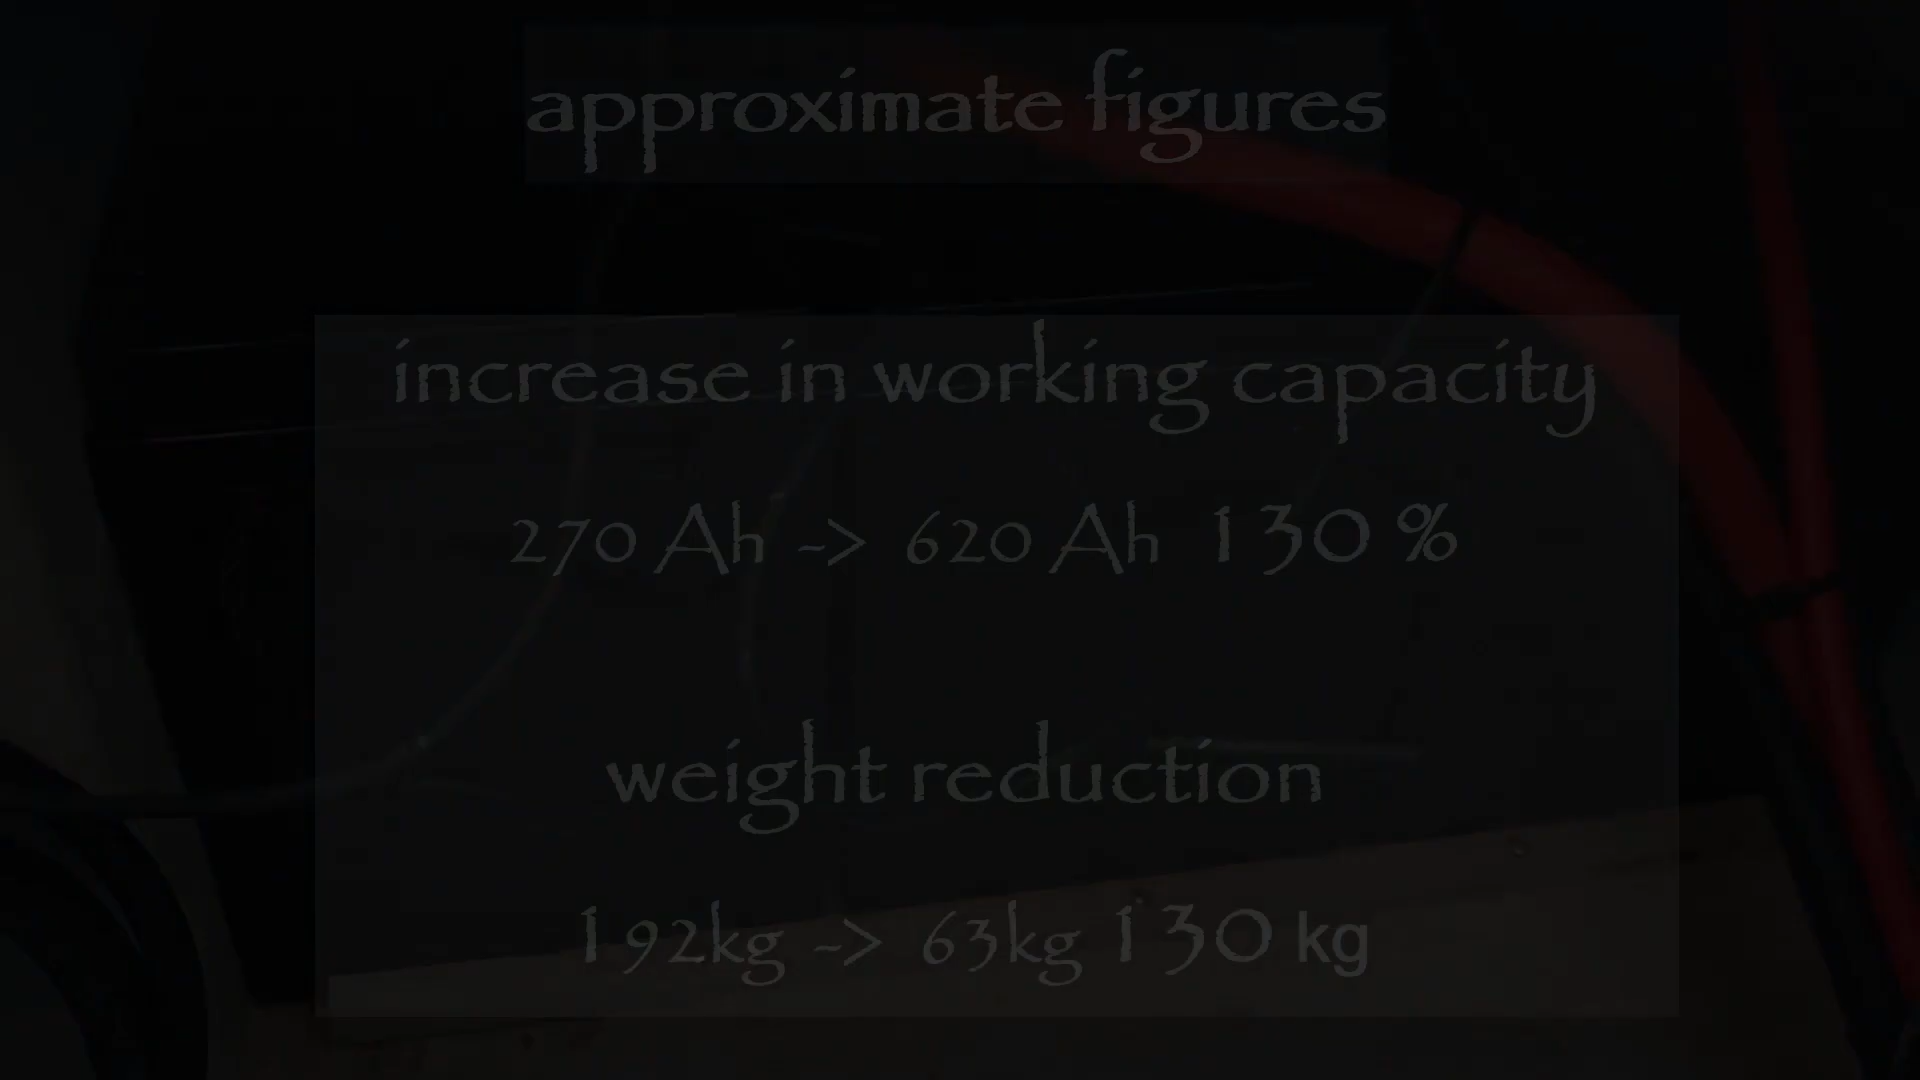 approximate figures
increase in working capacity
270 Ah -> 620 Ah 130 %
weight reduction
192kg -> 63kg 130 kg